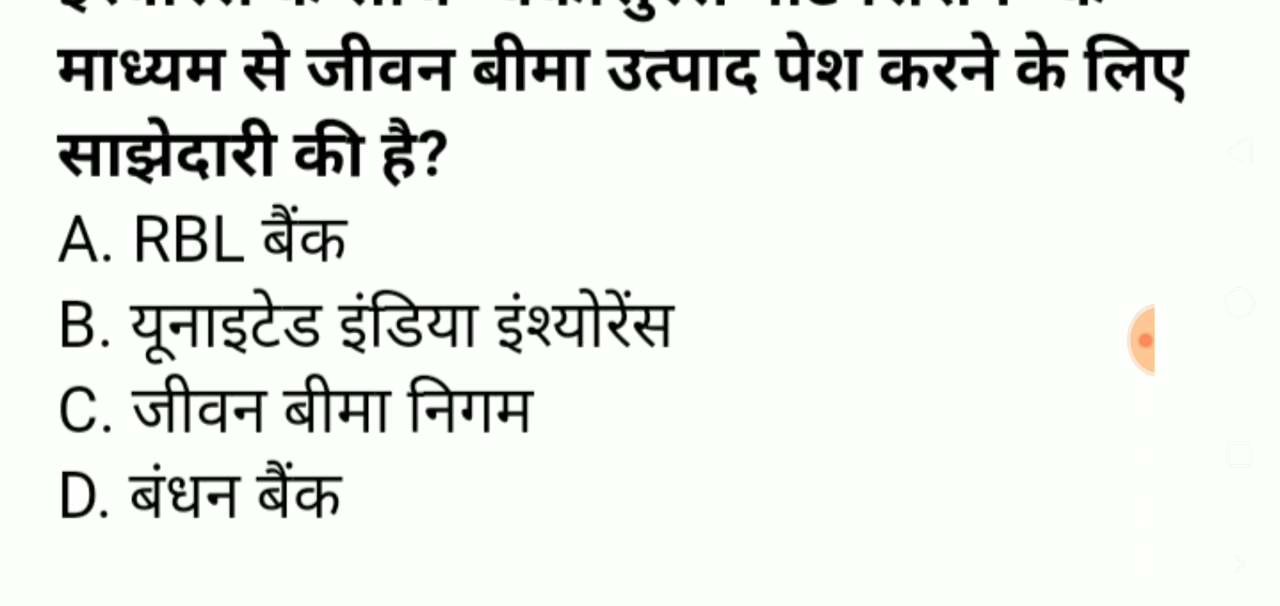 माध्यम से जीवन बीमा उत्पाद पेश करने के लिए
साझेदारी की है?
A. RBL बैंक
B. यूनाइटेड इंडिया इंश्योरेंस
C. जीवन बीमा निगम
D. बंधन बैंक